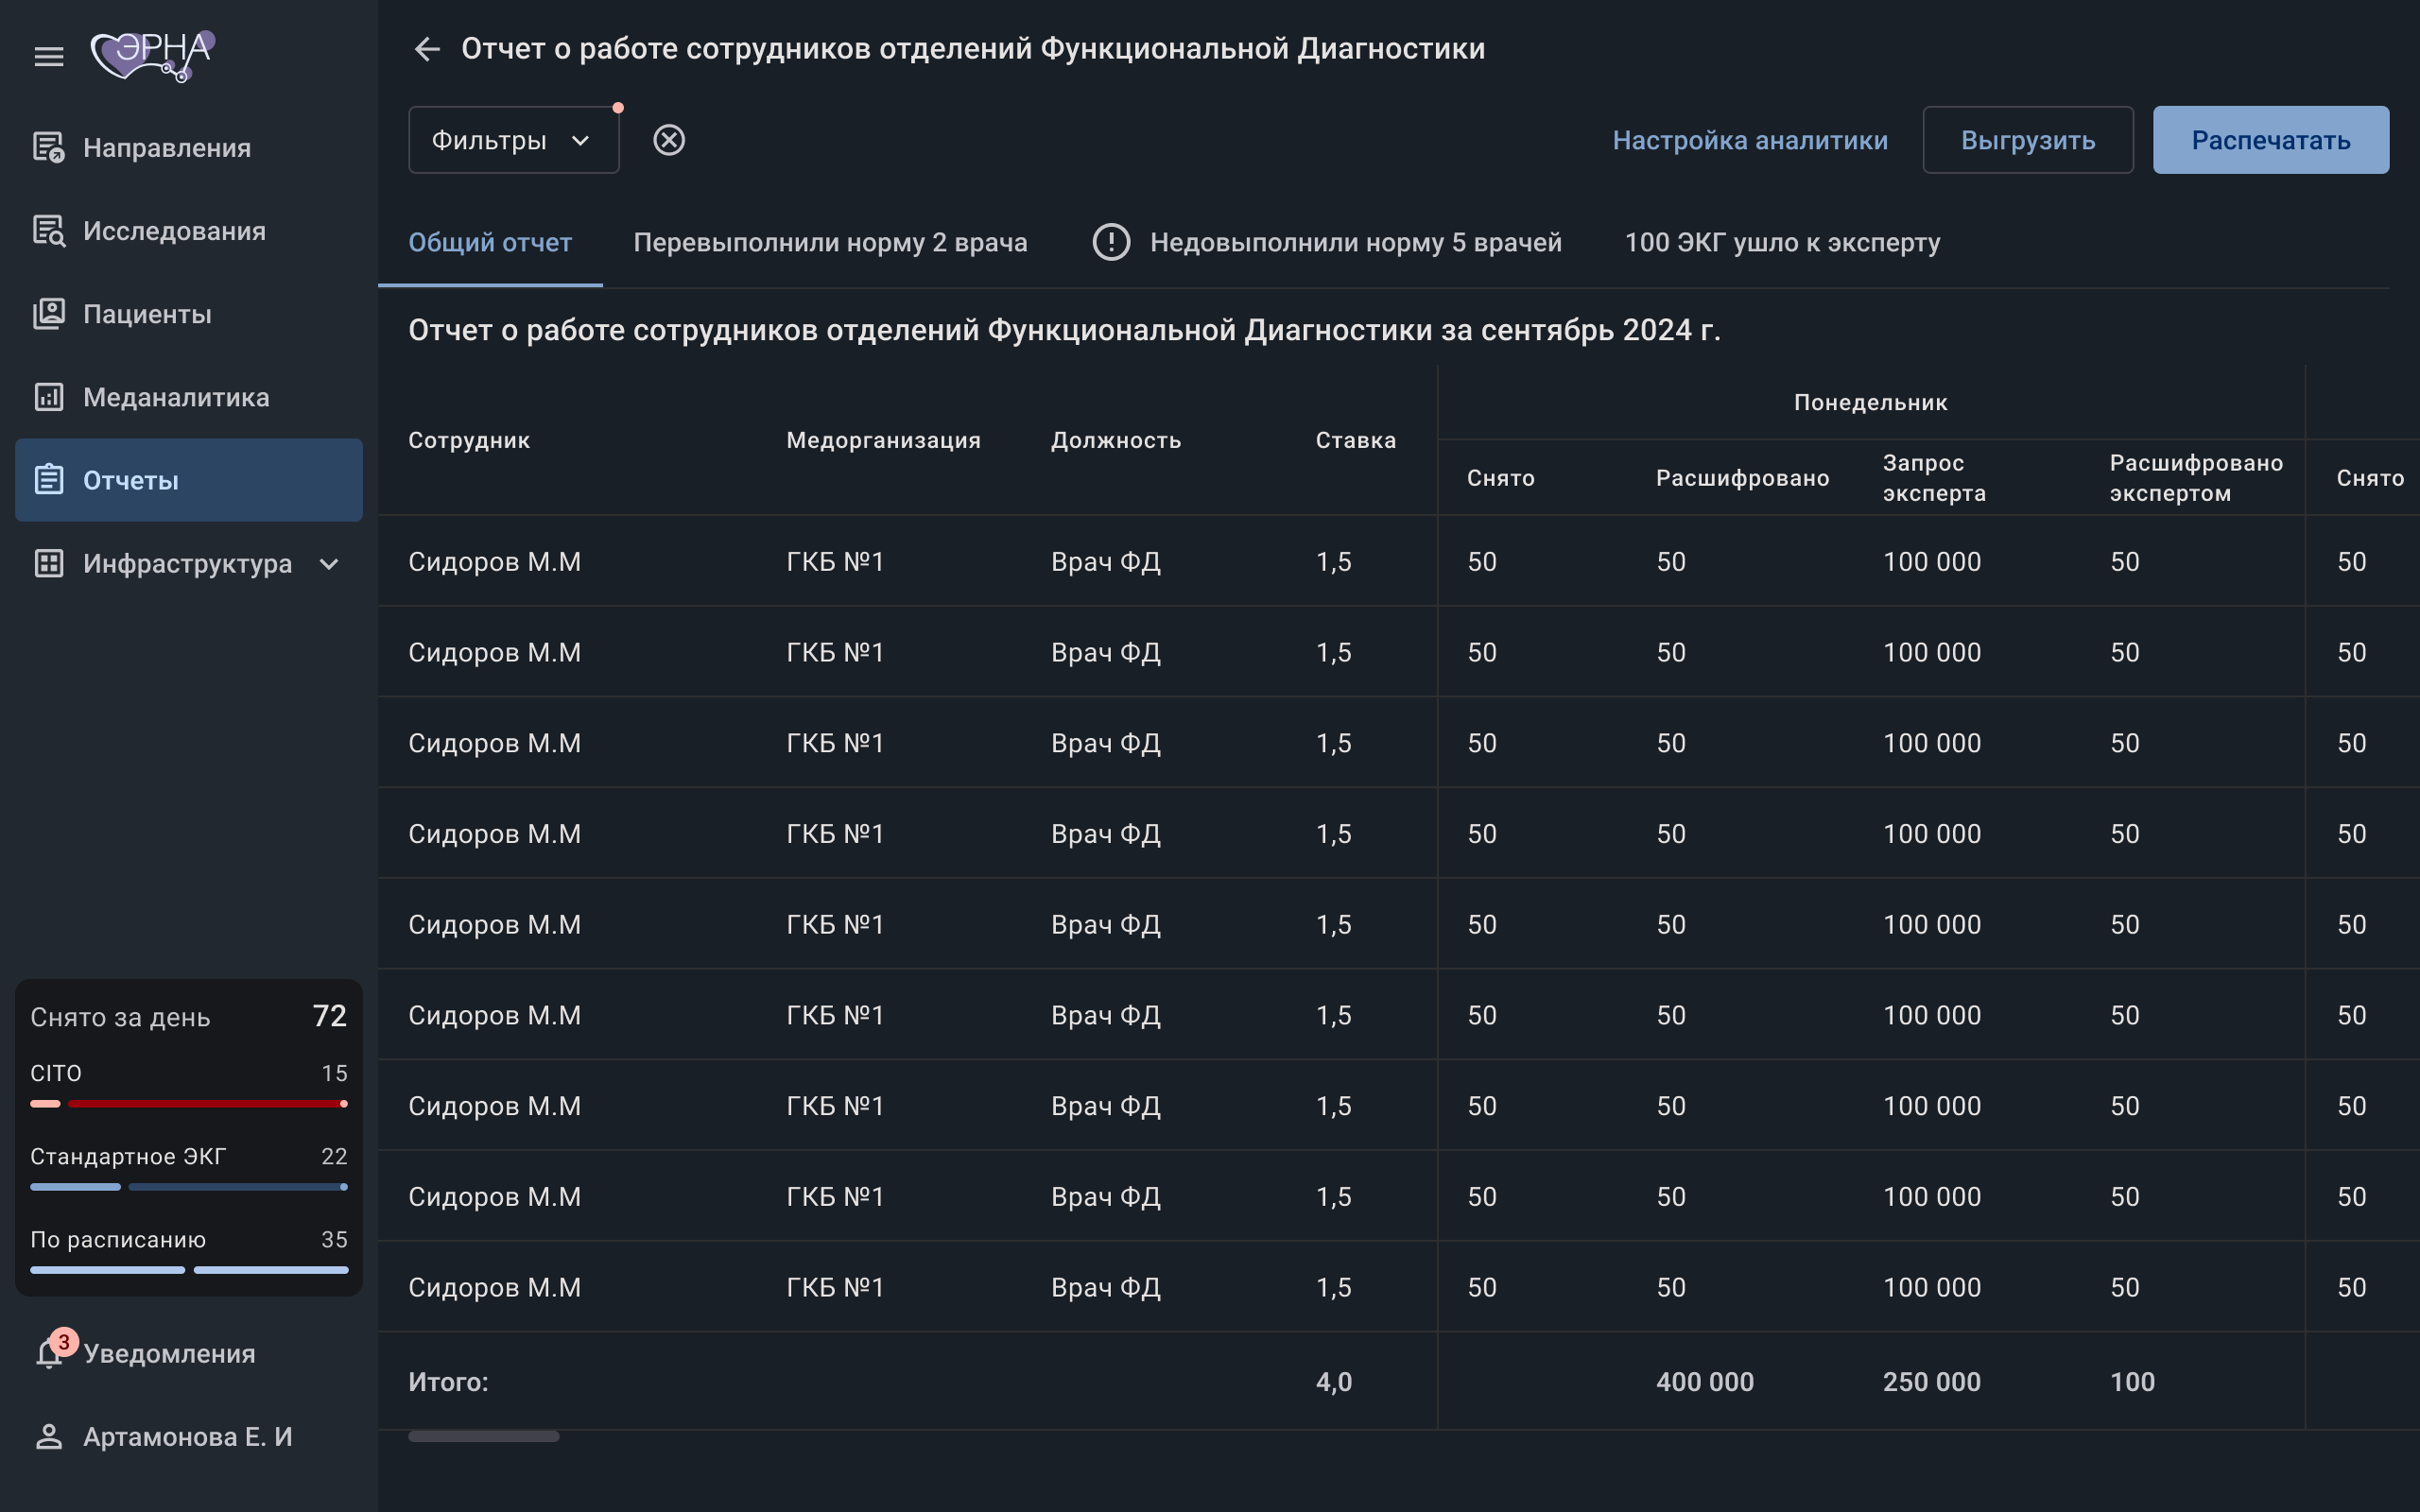 ЭРНА
Направления
Исследования
Пациенты
Меданалитика
Отчеты
Инфраструктура
Снято за день 72
CITO 15
Стандартное ЭКГ 22
По расписанию 35
3
Уведомления
Артамонова Е. И
Отчет о работе сотрудников отделений Функциональной Диагностики
Фильтры
Настройка аналитики
Выгрузить
Распечатать
Общий отчет
Перевыполнили норму 2 врача
Недовыполнили норму 5 врачей
100 ЭКГ ушло к эксперту
Отчет о работе сотрудников отделений Функциональной Диагностики за сентябрь 2024 г.
Понедельник
Сотрудник Медорганизация Должность Ставка
Снято Расшифровано Запрос эксперта Расшифровано экспертом Снято
Сидоров М.М ГКБ №1 Врач ФД 1,5 50 50 100 000 50 50
Сидоров М.М ГКБ №1 Врач ФД 1,5 50 50 100 000 50 50
Сидоров М.М ГКБ №1 Врач ФД 1,5 50 50 100 000 50 50
Сидоров М.М ГКБ №1 Врач ФД 1,5 50 50 100 000 50 50
Сидоров М.М ГКБ №1 Врач ФД 1,5 50 50 100 000 50 50
Сидоров М.М ГКБ №1 Врач ФД 1,5 50 50 100 000 50 50
Сидоров М.М ГКБ №1 Врач ФД 1,5 50 50 100 000 50 50
Сидоров М.М ГКБ №1 Врач ФД 1,5 50 50 100 000 50 50
Сидоров М.М ГКБ №1 Врач ФД 1,5 50 50 100 000 50 50
Итого: 4,0 400 000 250 000 100